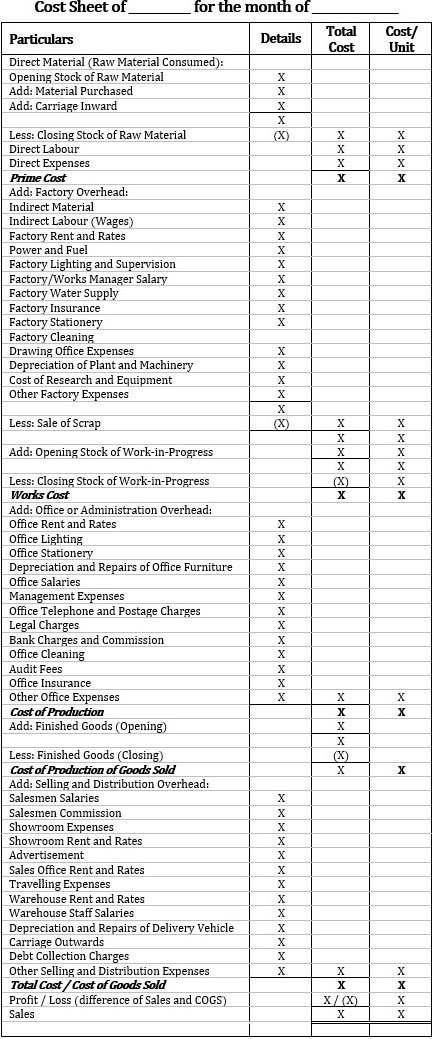 Cost Sheet of ________ for the month of ___________
Particulars Details Total Cost Cost/ Unit
Direct Material (Raw Material Consumed):
Opening Stock of Raw Material X
Add: Material Purchased X
Add: Carriage Inward X
X
Less: Closing Stock of Raw Material (X) X X
Direct Labour X X
Direct Expenses X X
Prime Cost X X
Add: Factory Overhead:
Indirect Material X
Indirect Labour (Wages) X
Factory Rent and Rates X
Power and Fuel X
Factory Lighting and Supervision X
Factory/Works Manager Salary X
Factory Water Supply X
Factory Insurance X
Factory Stationery X
Factory Cleaning
Drawing Office Expenses X
Depreciation of Plant and Machinery X
Cost of Research and Equipment X
Other Factory Expenses X
X
Less: Sale of Scrap (X) X X
X X
Add: Opening Stock of Work-in-Progress X X
X X
Less: Closing Stock of Work-in-Progress (X) X
Works Cost X X
Add: Office or Administration Overhead:
Office Rent and Rates X
Office Lighting X
Office Stationery X
Depreciation and Repairs of Office Furniture X
Office Salaries X
Management Expenses X
Office Telephone and Postage Charges X
Legal Charges X
Bank Charges and Commission X
Office Cleaning X
Audit Fees X
Office Insurance X
Other Office Expenses X X X
Cost of Production X X
Add: Finished Goods (Opening) X
X
Less: Finished Goods (Closing) (X)
Cost of Production of Goods Sold X X
Add: Selling and Distribution Overhead:
Salesmen Salaries X
Salesmen Commission X
Showroom Expenses X
Showroom Rent and Rates X
Advertisement X
Sales Office Rent and Rates X
Travelling Expenses X
Warehouse Rent and Rates X
Warehouse Staff Salaries X
Depreciation and Repairs of Delivery Vehicle X
Carriage Outwards X
Debt Collection Charges X
Other Selling and Distribution Expenses X X X
Total Cost / Cost of Goods Sold X X
Profit / Loss (difference of Sales and COGS) X / (X) X
Sales X X